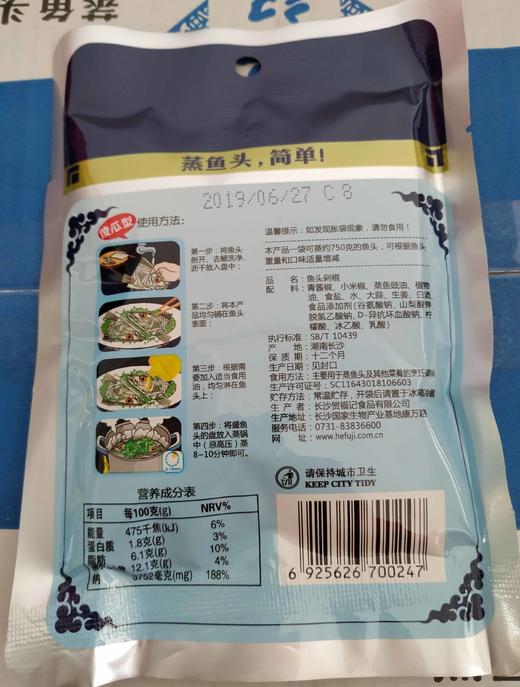 蒸鱼头
蒸鱼头，简单！
2019/06/27 C 8
傻瓜型 使用方法：
第一步：将鱼头
剖开、去鳃洗净、
沥干放入盘中；
第二步：将本产
品均匀铺在鱼头
表面；
第三步：根据需
要加入适当食用
油，均匀淋在鱼
头上；
第四步：将盛鱼
头的盘放入蒸锅
中（急高压）蒸
8~10分钟即可。
温馨提示：如发现胀袋现象，请勿食用！
本产品一袋可蒸约750克的鱼头，可根据鱼头
重量和口味适量增减
品 名：鱼头剁椒
配 料：青酱椒、小米椒、蒸鱼豉油、植物
油、食盐、水、大蒜、生姜、白酒
食品添加剂（谷氨酸钠、山梨酸钾
脱氢乙酸钠、D-异抗坏血酸钠、柠
檬酸、冰乙酸、乳酸）
执行标准：SB/T 10439
产 地：湖南长沙
保 质 期：十二个月
生产日期：见封口
食用方法：主要用于蒸鱼头及其他菜肴的烹饪调味
生产许可证号：SC11643018106603
贮存方法：常温贮存，开袋后请置于冰箱冷藏
生 产 者：长沙贺福记食品有限公司
生产地址：长沙国家生物产业基地康万路
服务电话：0731-83836600
网 址：www.hefuji.com.cn
请保持城市卫生
KEEP CITY TIDY
营养成分表
项目 每100克(g) NRV%
能量 475千焦(kJ) 6%
蛋白质 1.8克(g) 3%
脂肪 6.1克(g) 10%
12.1克(g) 4%
钠 3752毫克(mg) 188%
6 925626 700247